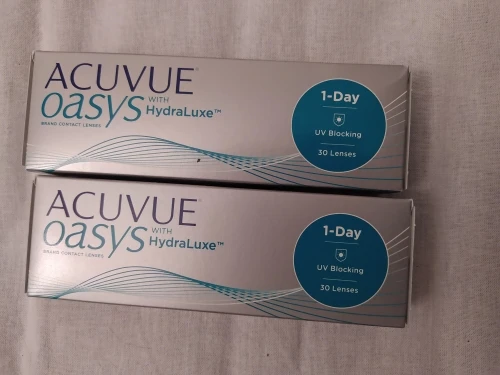 ACUVUE
oasys WITH HydraLuxe™
BRAND CONTACT LENSES
1-Day
UV Blocking
30 Lenses
ACUVUE
oasys WITH HydraLuxe™
BRAND CONTACT LENSES
1-Day
UV Blocking
30 Lenses